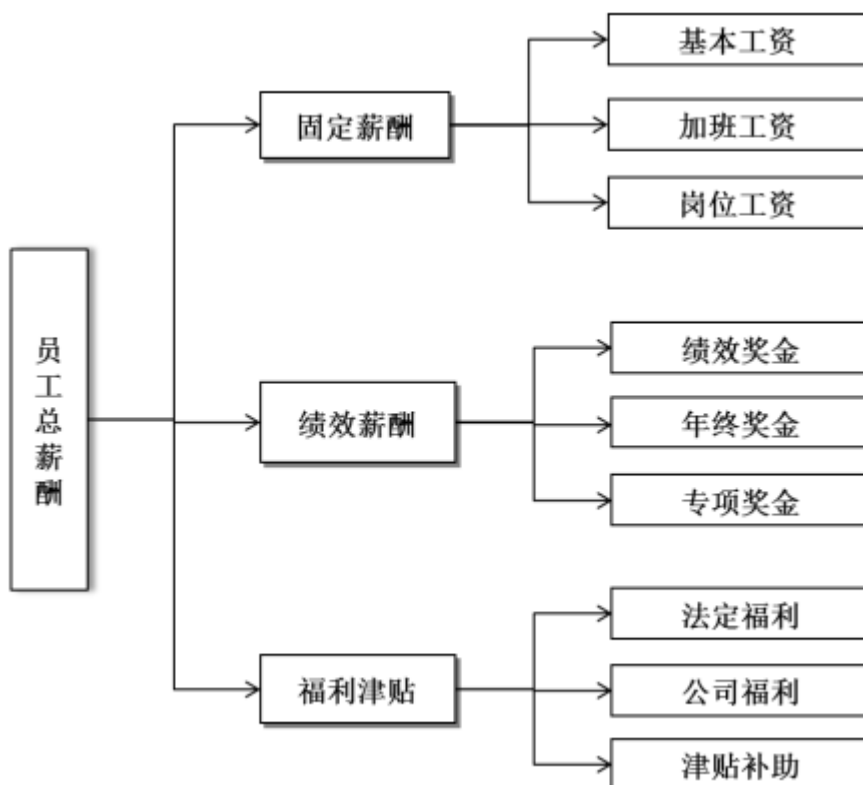 员工总薪酬
固定薪酬
基本工资
加班工资
岗位工资
绩效薪酬
绩效奖金
年终奖金
专项奖金
福利津贴
法定福利
公司福利
津贴补助